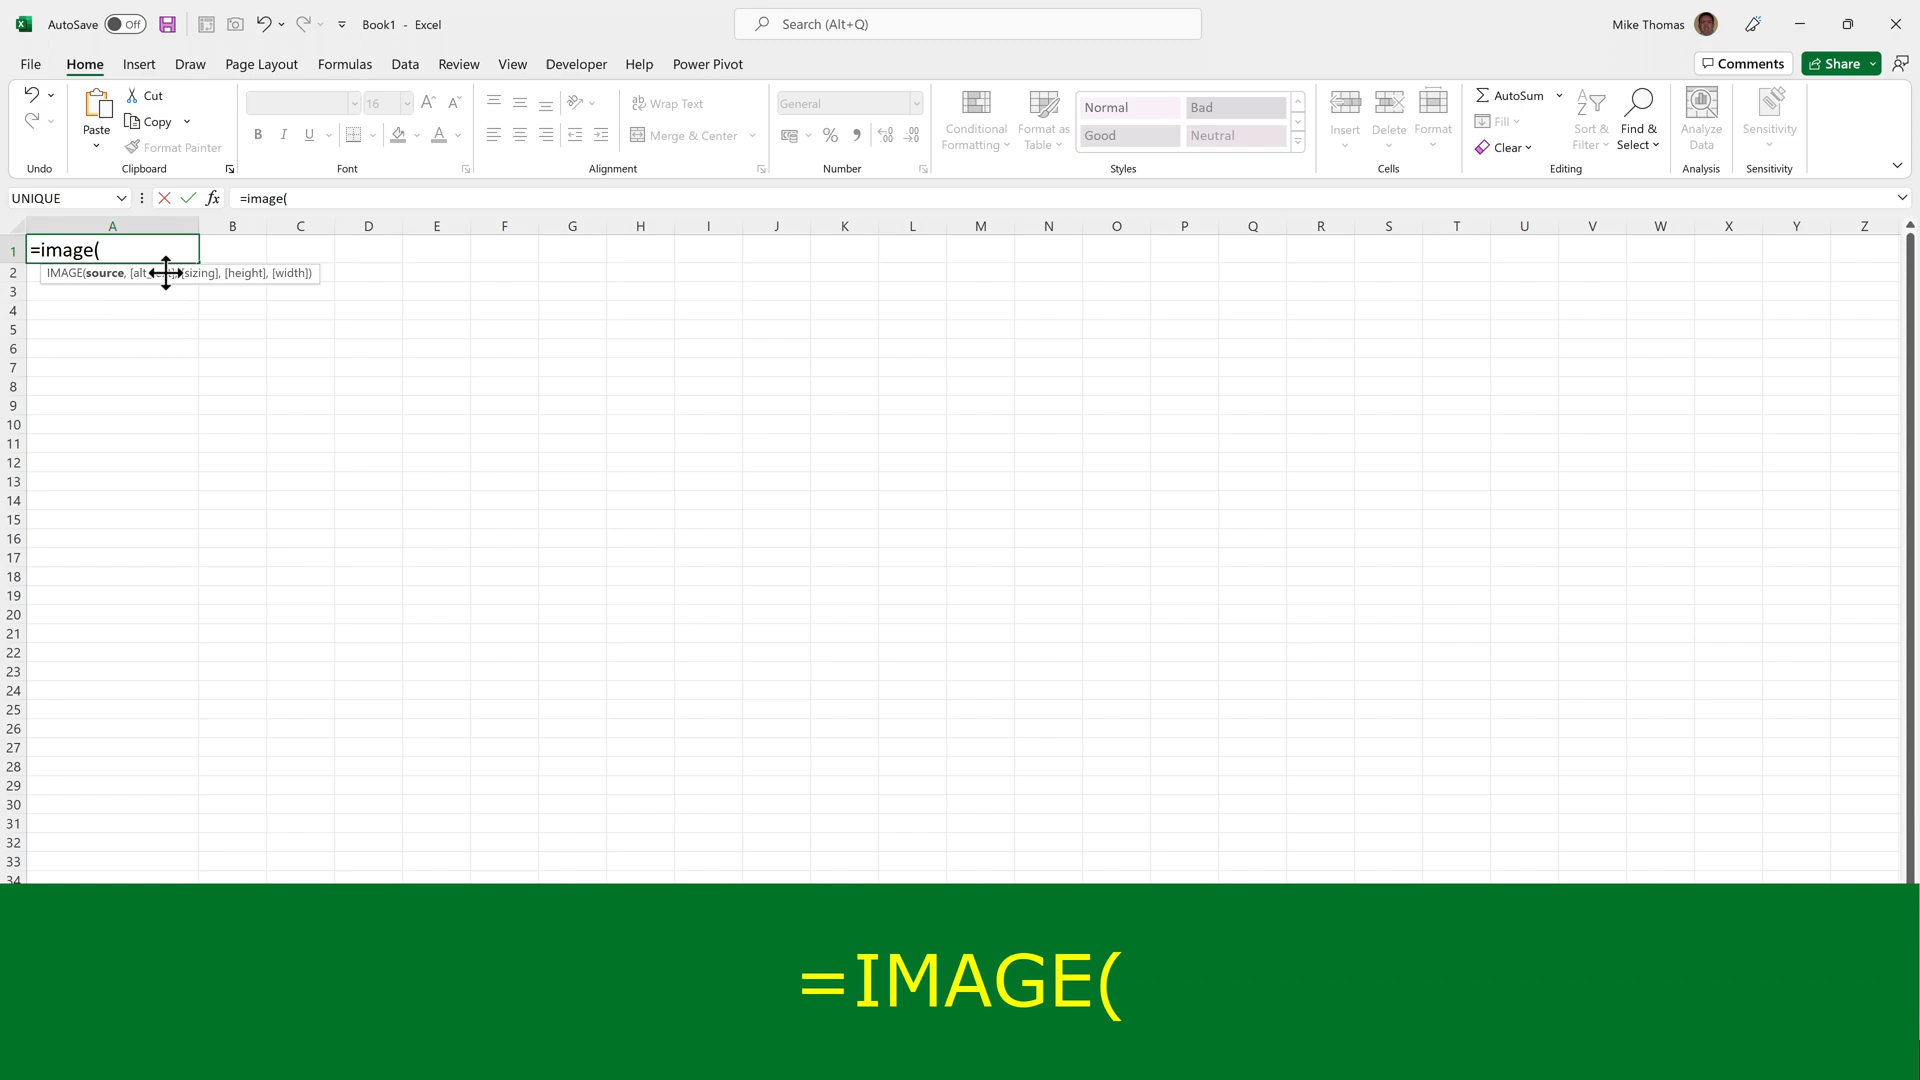 AutoSave Off Book1 - Excel Search (Alt+Q) Mike Thomas
File Home Insert Draw Page Layout Formulas Data Review View Developer Help Power Pivot Comments Share
Cut
Copy
Format Painter
Paste
16
B I U
ab Wrap Text
Merge & Center
General
Conditional Formatting
Format as Table
Normal Bad
Good Neutral
Insert Delete Format
AutoSum
Fill
Clear
Sort & Filter
Find & Select
Analyze Data
Sensitivity
Undo Clipboard Font Alignment Number Styles Cells Editing Analysis Sensitivity
UNIQUE fx =image(
A B C D E F G H I J K L M N O P Q R S T U V W X Y Z
1 =image(
2 IMAGE(source, [alt_text], [sizing], [height], [width])
3
4
5
6
7
8
9
10
11
12
13
14
15
16
17
18
19
20
21
22
23
24
25
26
27
28
29
30
31
32
33
34
=IMAGE(